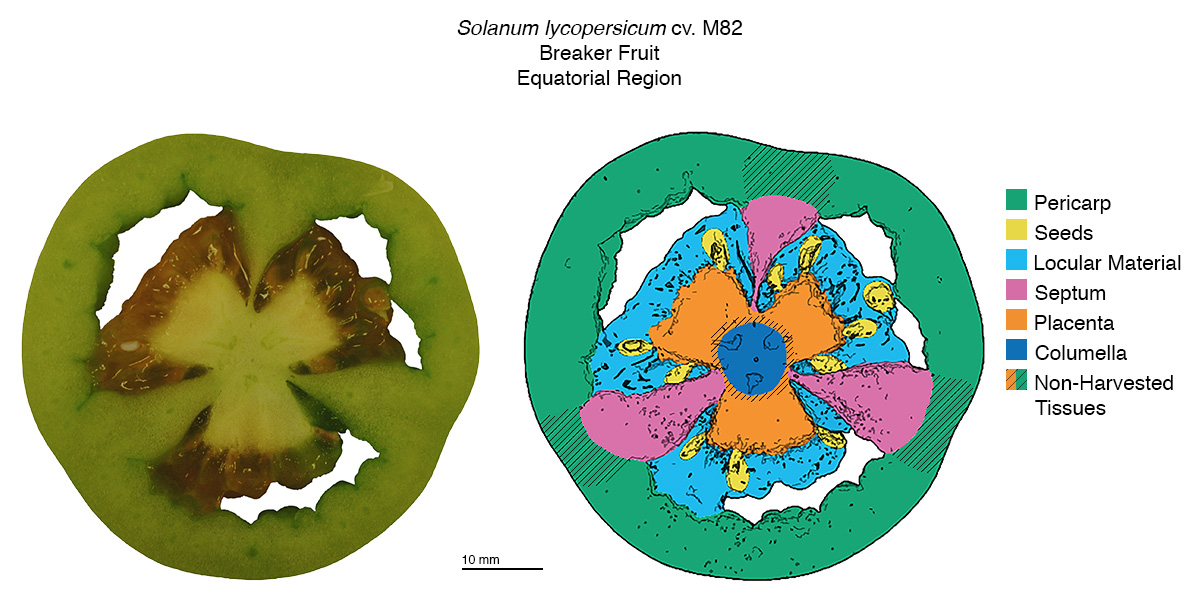 Solanum lycopersicum cv. M82
Breaker Fruit
Equatorial Region
Pericarp
Seeds
Locular Material
Septum
Placenta
Columella
Non-Harvested
Tissues
10 mm